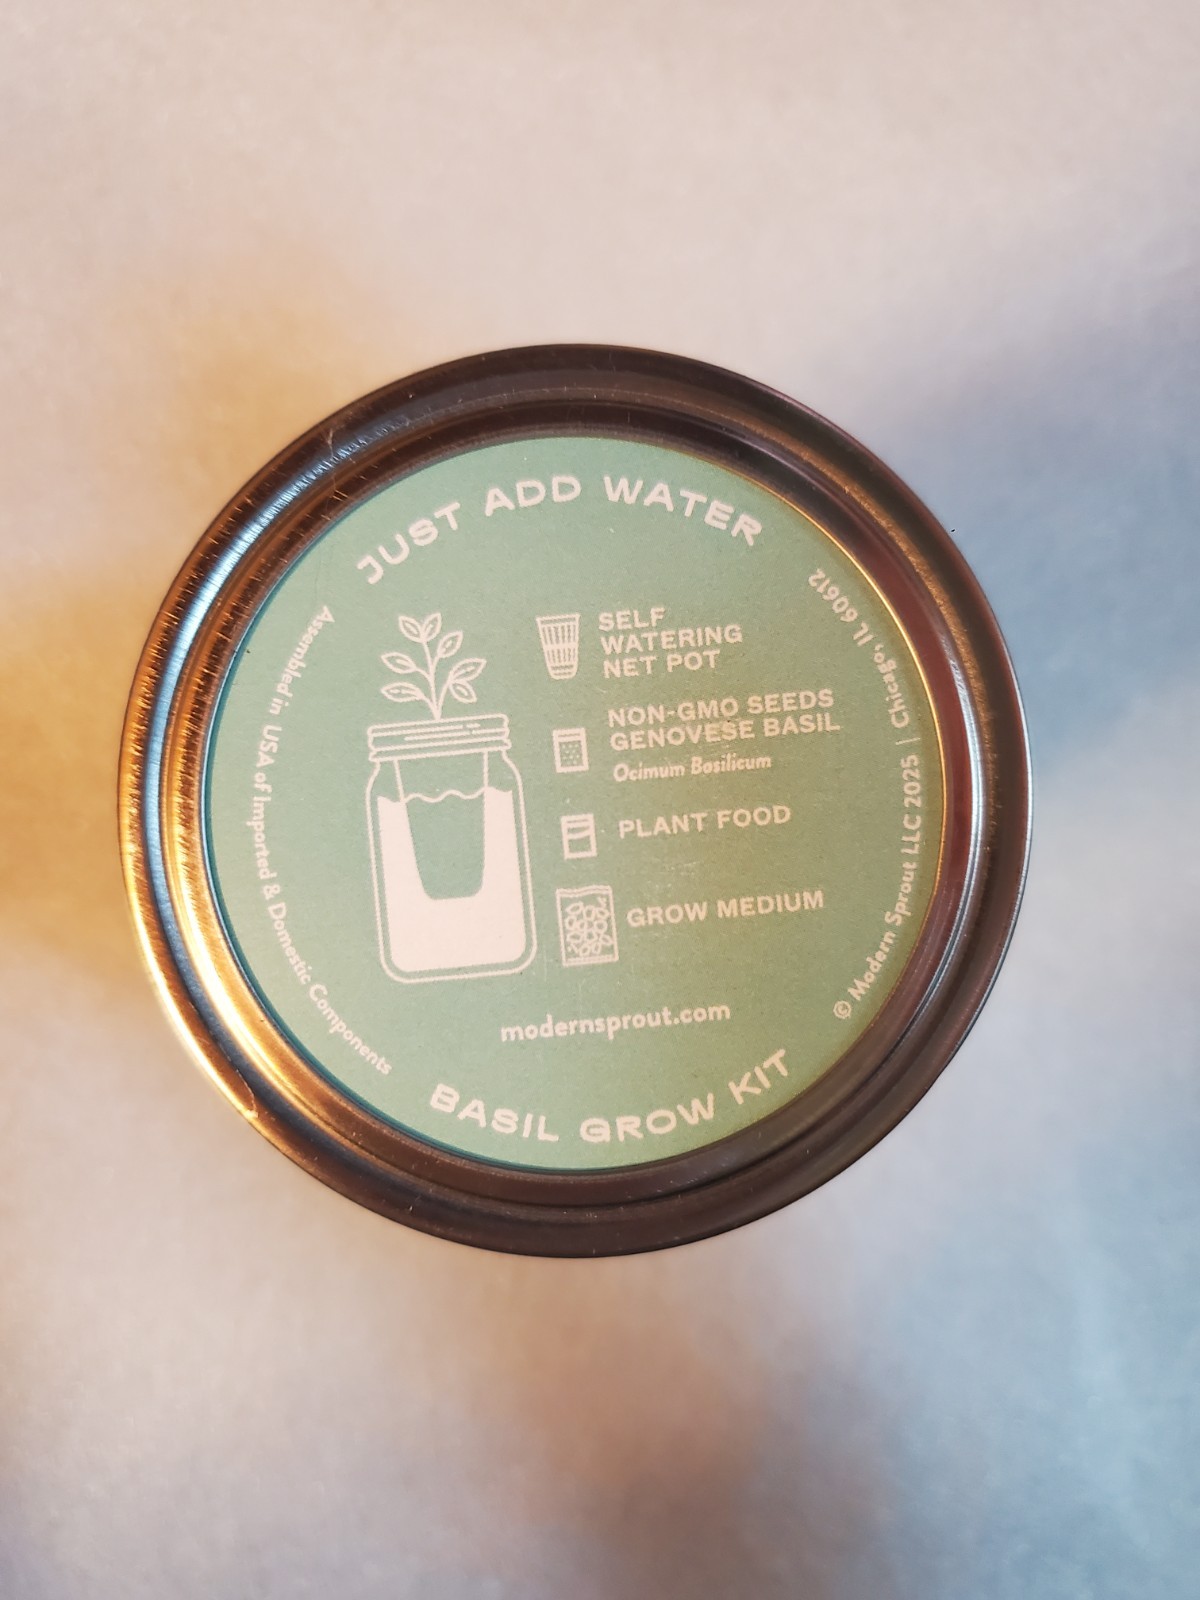 JUST ADD WATER
SELF
WATERING
NET POT
NON-GMO SEEDS
GENOVESE BASIL
Ocimum Basilicum
PLANT FOOD
GROW MEDIUM
modernsprout.com
BASIL GROW KIT
Assembled in USA of Imported & Domestic Components
© Modern Sprout LLC 2025 | Chicago, IL 60612